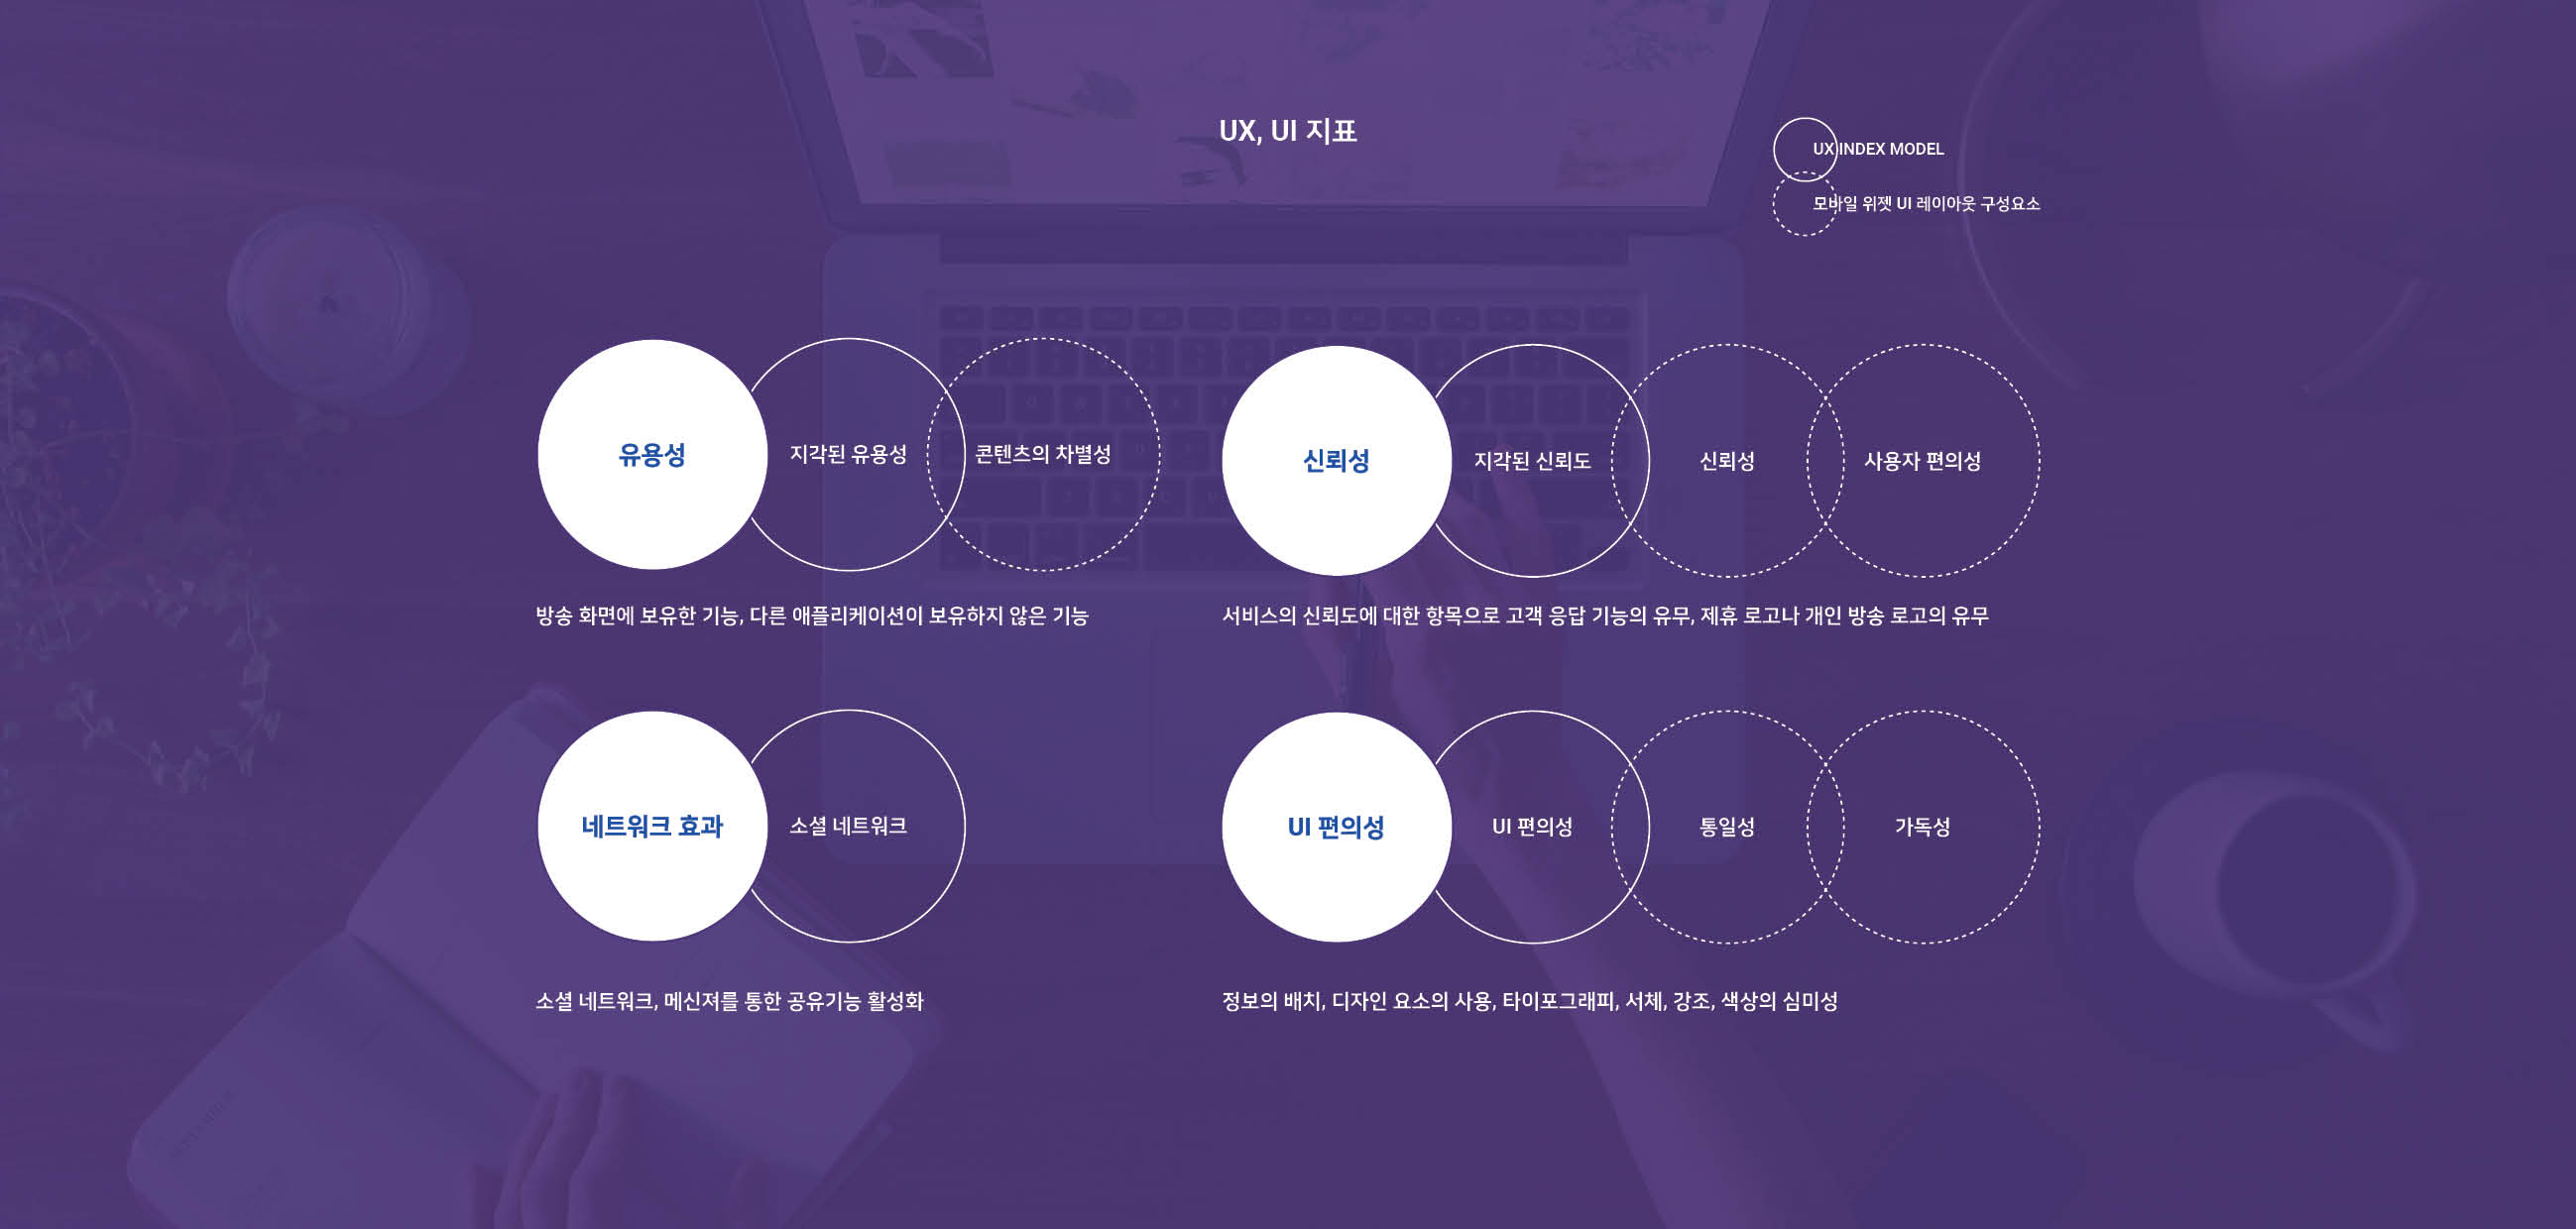 UX, UI 지표
UX INDEX MODEL
모바일 위젯 UI 레이아웃 구성요소
유용성
지각된 유용성
콘텐츠의 차별성
방송 화면에 보유한 기능, 다른 애플리케이션이 보유하지 않은 기능
신뢰성
지각된 신뢰도
신뢰성
사용자 편의성
서비스의 신뢰도에 대한 항목으로 고객 응답 기능의 유무, 제휴 로고나 개인 방송 로고의 유무
네트워크 효과
소셜 네트워크
소셜 네트워크, 메신져를 통한 공유기능 활성화
UI 편의성
UI 편의성
통일성
가독성
정보의 배치, 디자인 요소의 사용, 타이포그래피, 서체, 강조, 색상의 심미성